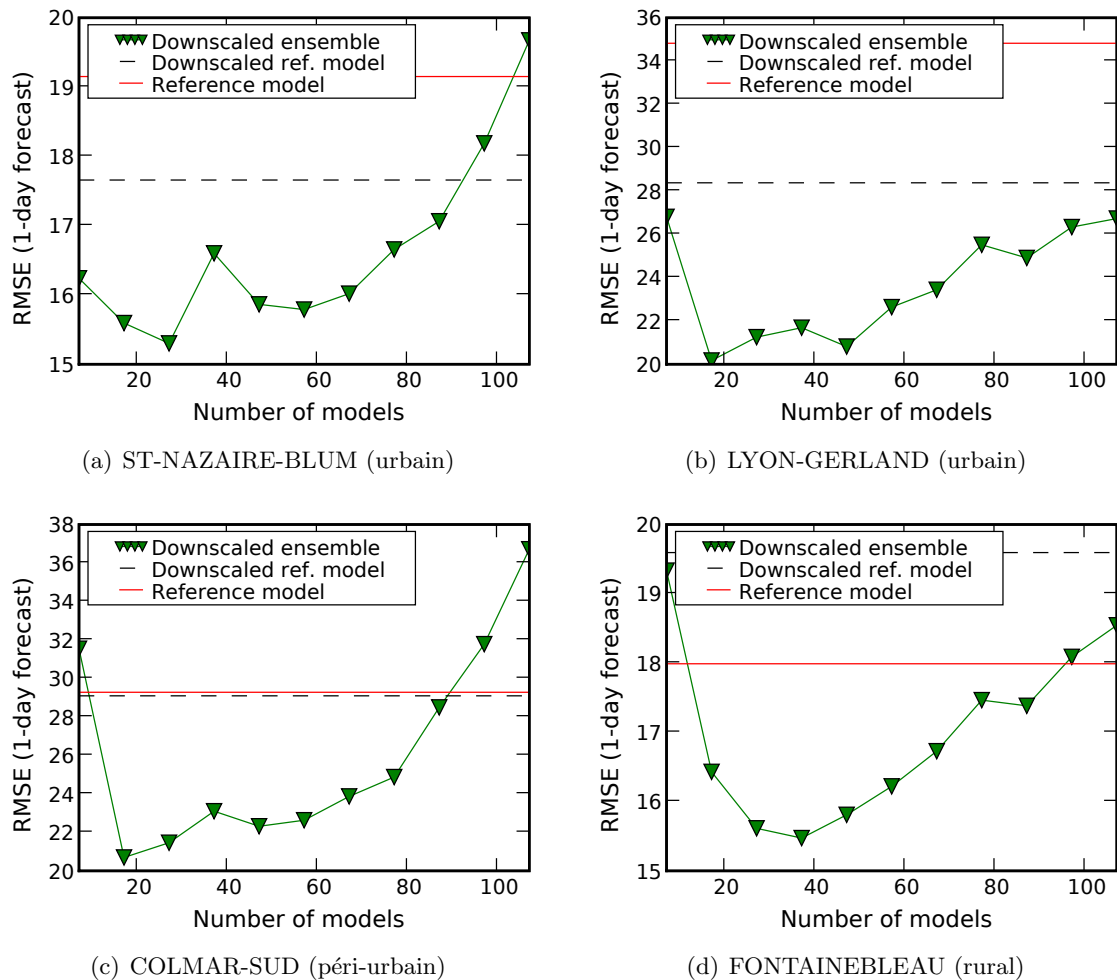 20
19
18
17
16
15
RMSE (1-day forecast)
Downscaled ensemble
Downscaled ref. model
Reference model
20 40 60 80 100
Number of models
(a) ST-NAZAIRE-BLUM (urbain)
36
34
32
30
28
26
24
22
20
RMSE (1-day forecast)
Downscaled ensemble
Downscaled ref. model
Reference model
20 40 60 80 100
Number of models
(b) LYON-GERLAND (urbain)
38
36
34
32
30
28
26
24
22
20
RMSE (1-day forecast)
Downscaled ensemble
Downscaled ref. model
Reference model
20 40 60 80 100
Number of models
(c) COLMAR-SUD (péri-urbain)
20
19
18
17
16
15
RMSE (1-day forecast)
Downscaled ensemble
Downscaled ref. model
Reference model
20 40 60 80 100
Number of models
(d) FONTAINEBLEAU (rural)